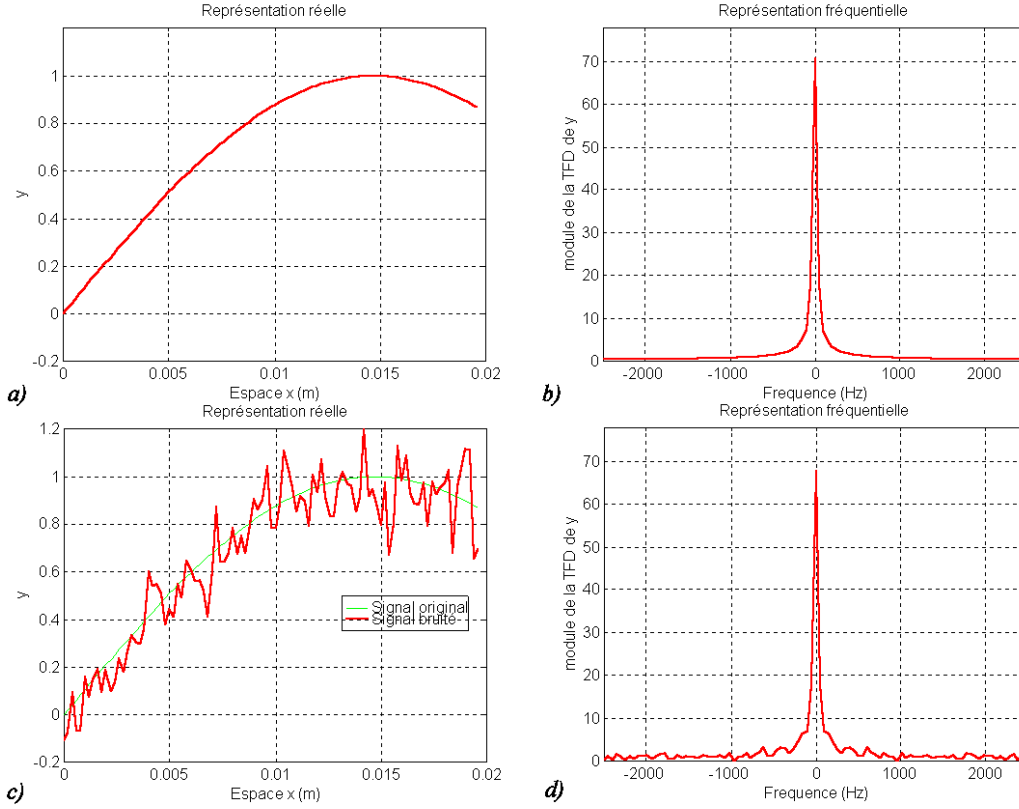 Représentation réelle
y
1
0.8
0.6
0.4
0.2
0
-0.2
0 0.005 0.01 0.015 0.02
Espace x (m)
a)
Représentation fréquentielle
module de la TFD de y
70
60
50
40
30
20
10
0
-2000 -1000 0 1000 2000
Frequence (Hz)
b)
Représentation réelle
y
1.2
1
0.8
0.6
0.4
0.2
0
-0.2
Signal original
Signal bruité
0 0.005 0.01 0.015 0.02
Espace x (m)
c)
Représentation fréquentielle
module de la TFD de y
70
60
50
40
30
20
10
0
-2000 -1000 0 1000 2000
Frequence (Hz)
d)